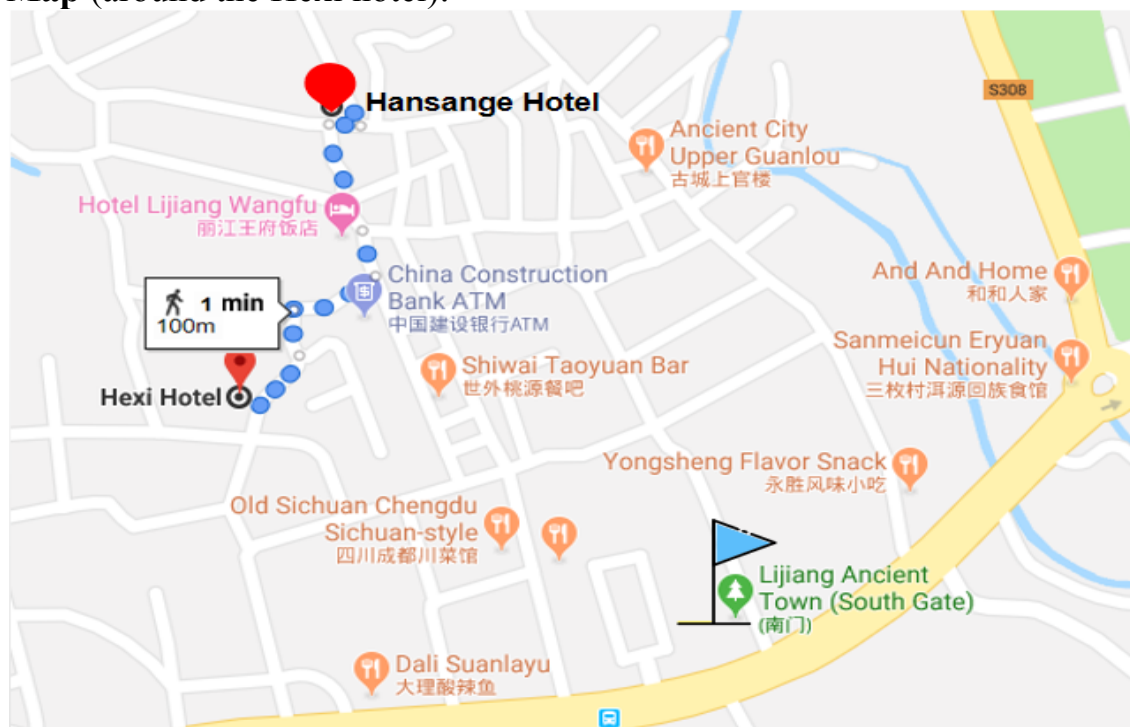 Map (around the Hexi hotel):
S308
Hansange Hotel
Ancient City
Upper Guanlou
古城上官楼
Hotel Lijiang Wangfu
丽江王府饭店
China Construction
Bank ATM
中国建设银行ATM
And And Home
和和人家
1 min
100m
Sanmeicun Eryuan
Hui Nationality
三枚村洱源回族食馆
Shiwai Taoyuan Bar
世外桃源餐吧
Hexi Hotel
Yongsheng Flavor Snack
永胜风味小吃
Old Sichuan Chengdu
Sichuan-style
四川成都川菜馆
Lijiang Ancient
Town (South Gate)
(南门)
Dali Suanlayu
大理酸辣鱼